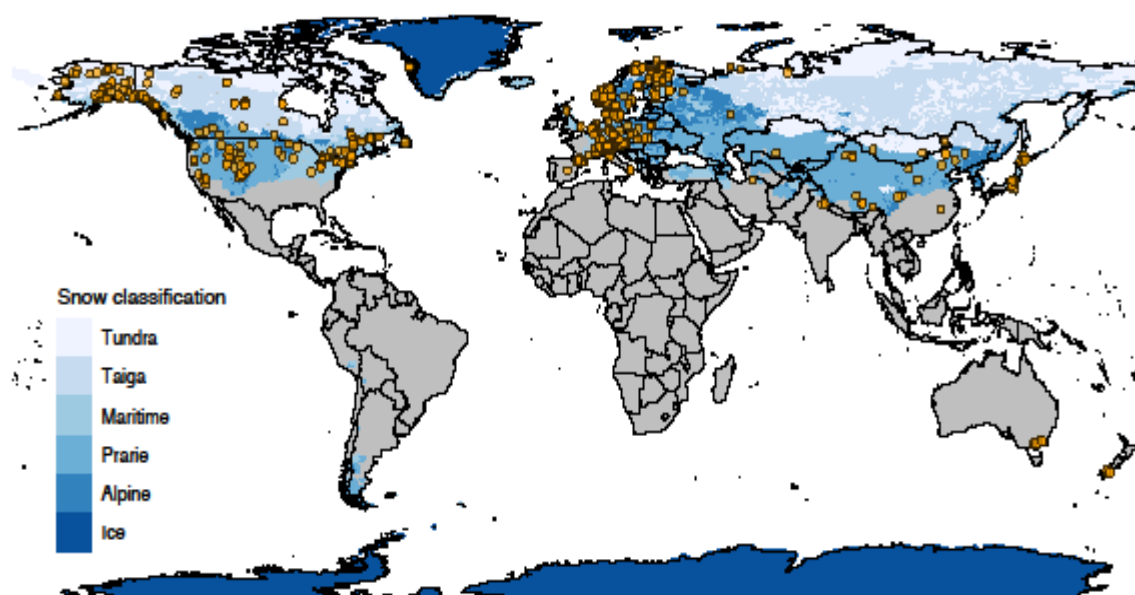 Snow classification
Tundra
Taiga
Maritime
Prarie
Alpine
Ice